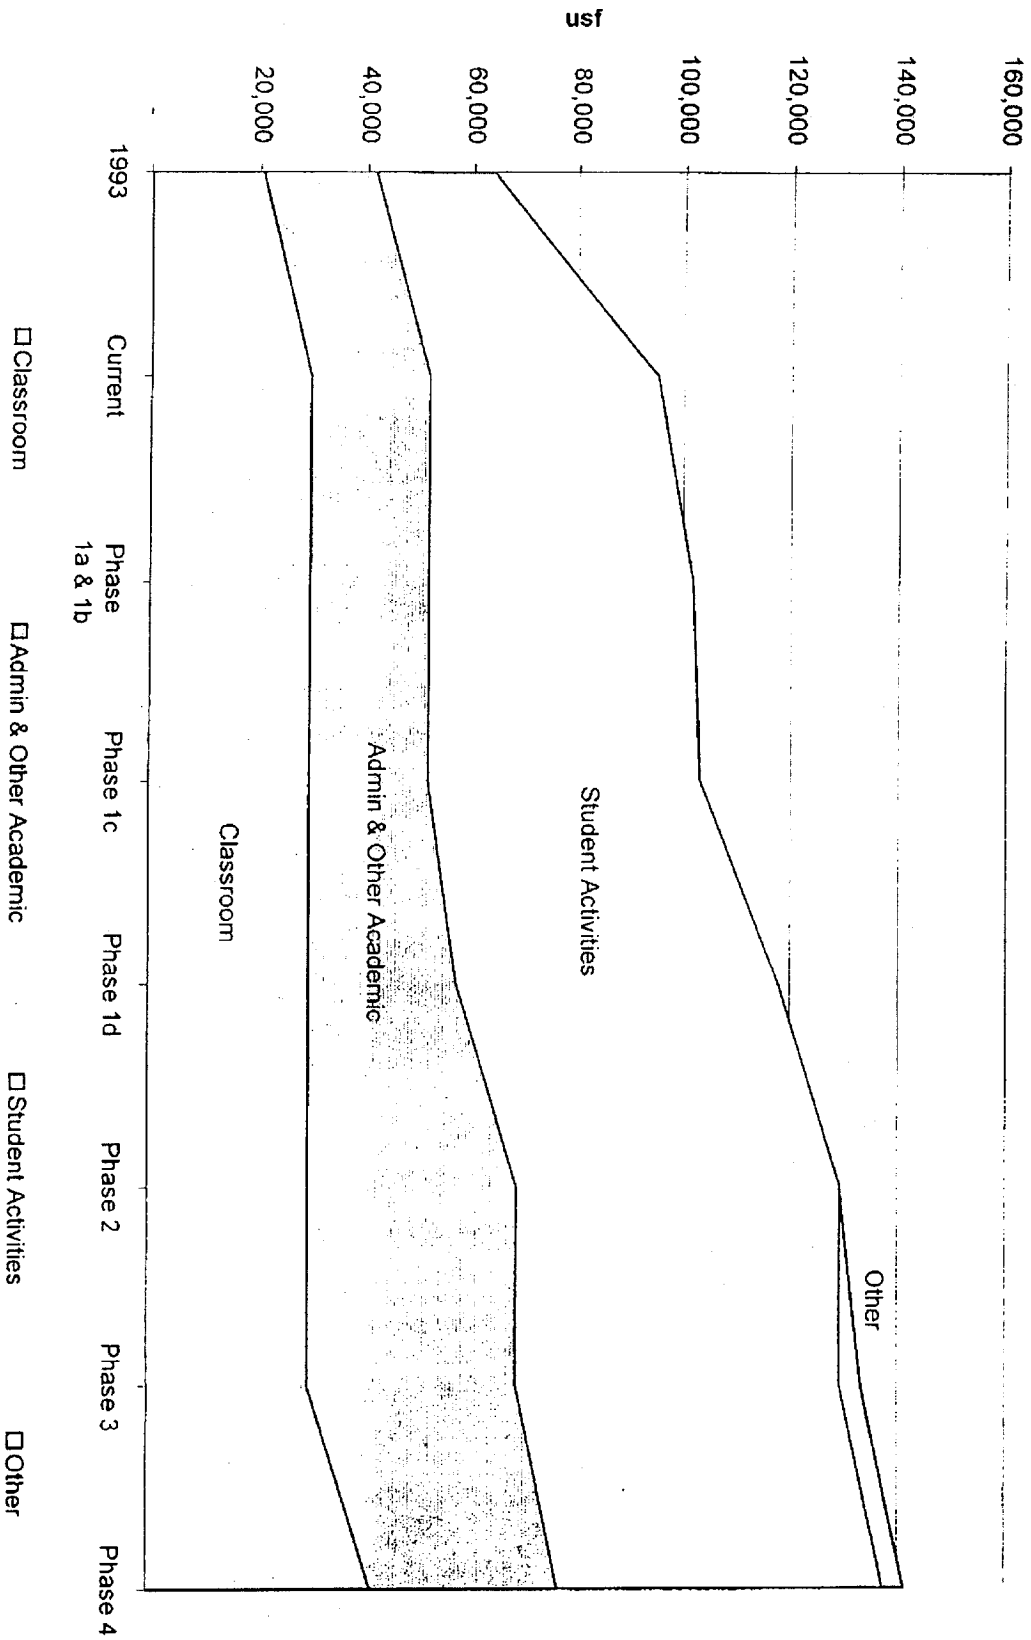 usf
160,000
140,000
120,000
100,000
80,000
60,000
40,000
20,000
-
1993
Current
Phase
1a & 1b
Phase 1c
Phase 1d
Phase 2
Phase 3
Phase 4
Other
Student Activities
Admin & Other Academic
Classroom
Classroom
Admin & Other Academic
Student Activities
Other